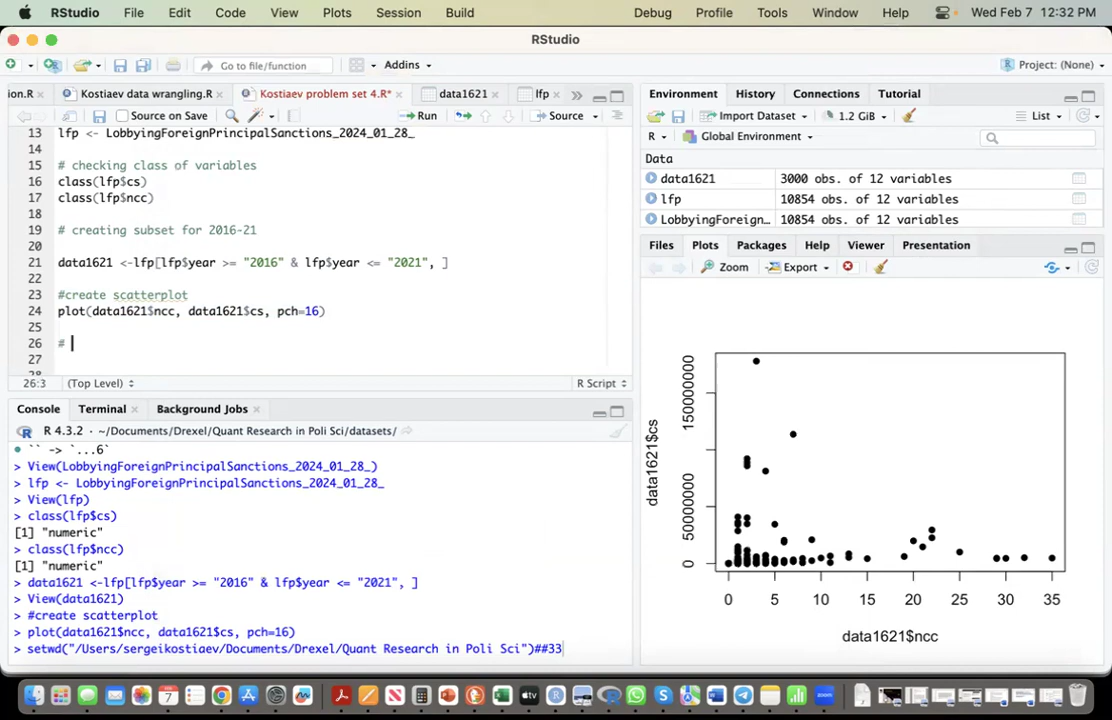 RStudio File Edit Code View Plots Session Build Debug Profile Tools Window Help Wed Feb 7 12:32 PM
RStudio
Go to file/function Addins Project: (None)
ion.R Kostiaev data wrangling.R Kostiaev problem set 4.R* data1621 lfp
Source on Save Run Source
13 lfp <- LobbyingForeignPrincipalSanctions_2024_01_28_
14
15 # checking class of variables
16 class(lfp$cs)
17 class(lfp$ncc)
18
19 # creating subset for 2016-21
20
21 data1621 <-lfp[lfp$year >= "2016" & lfp$year <= "2021", ]
22
23 #create scatterplot
24 plot(data1621$ncc, data1621$cs, pch=16)
25
26 #
27
28
26:3 (Top Level) R Script
Console Terminal Background Jobs
R 4.3.2 · ~/Documents/Drexel/Quant Research in Poli Sci/datasets/
• `` -> `...6`
> View(LobbyingForeignPrincipalSanctions_2024_01_28_)
> lfp <- LobbyingForeignPrincipalSanctions_2024_01_28_
> View(lfp)
> class(lfp$cs)
[1] "numeric"
> class(lfp$ncc)
[1] "numeric"
> data1621 <-lfp[lfp$year >= "2016" & lfp$year <= "2021", ]
> View(data1621)
> #create scatterplot
> plot(data1621$ncc, data1621$cs, pch=16)
> setwd("/Users/sergeikostiaev/Documents/Drexel/Quant Research in Poli Sci")##33
Environment History Connections Tutorial
Import Dataset 1.2 GiB List
R Global Environment
Data
data1621 3000 obs. of 12 variables
lfp 10854 obs. of 12 variables
LobbyingForeign… 10854 obs. of 12 variables
Files Plots Packages Help Viewer Presentation
Zoom Export
data1621$cs
150000000
50000000
0
0 5 10 15 20 25 30 35
data1621$ncc